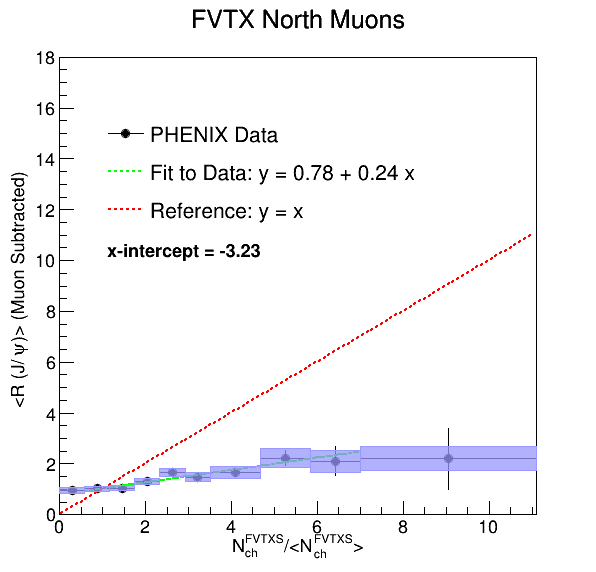 FVTX North Muons
18
16
14
12
10
8
6
4
2
0
<R (J/ψ)> (Muon Subtracted)
PHENIX Data
Fit to Data: y = 0.78 + 0.24 x
Reference: y = x
x-intercept = -3.23
0 2 4 6 8 10
N_ch^FVTXS/<N_ch^FVTXS>